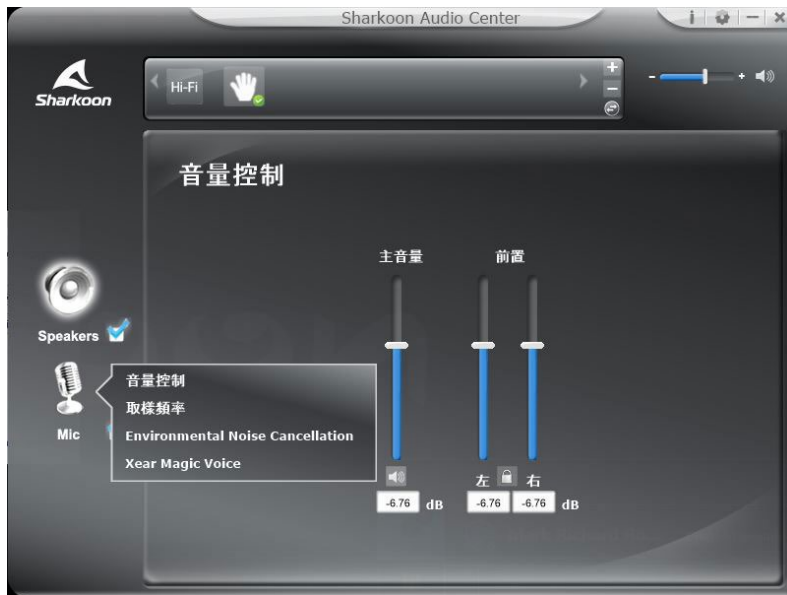 Sharkoon Audio Center
Sharkoon
Hi-Fi
音量控制
主音量
前置
Speakers
Mic
音量控制
取樣頻率
Environmental Noise Cancellation
Xear Magic Voice
左
右
-6.76 dB
-6.76 -6.76 dB